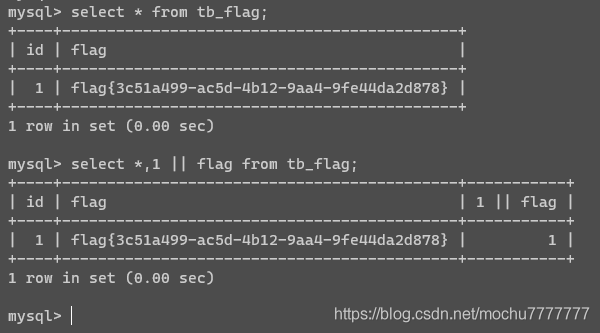 mysql> select * from tb_flag;
+----+--------------------------------------------+
| id | flag                                       |
+----+--------------------------------------------+
|  1 | flag{3c51a499-ac5d-4b12-9aa4-9fe44da2d878} |
+----+--------------------------------------------+
1 row in set (0.00 sec)
mysql> select *,1 || flag from tb_flag;
+----+--------------------------------------------+-----------+
| id | flag                                       | 1 || flag |
+----+--------------------------------------------+-----------+
|  1 | flag{3c51a499-ac5d-4b12-9aa4-9fe44da2d878} |         1 |
+----+--------------------------------------------+-----------+
1 row in set (0.00 sec)
mysql>
https://blog.csdn.net/mochu7777777